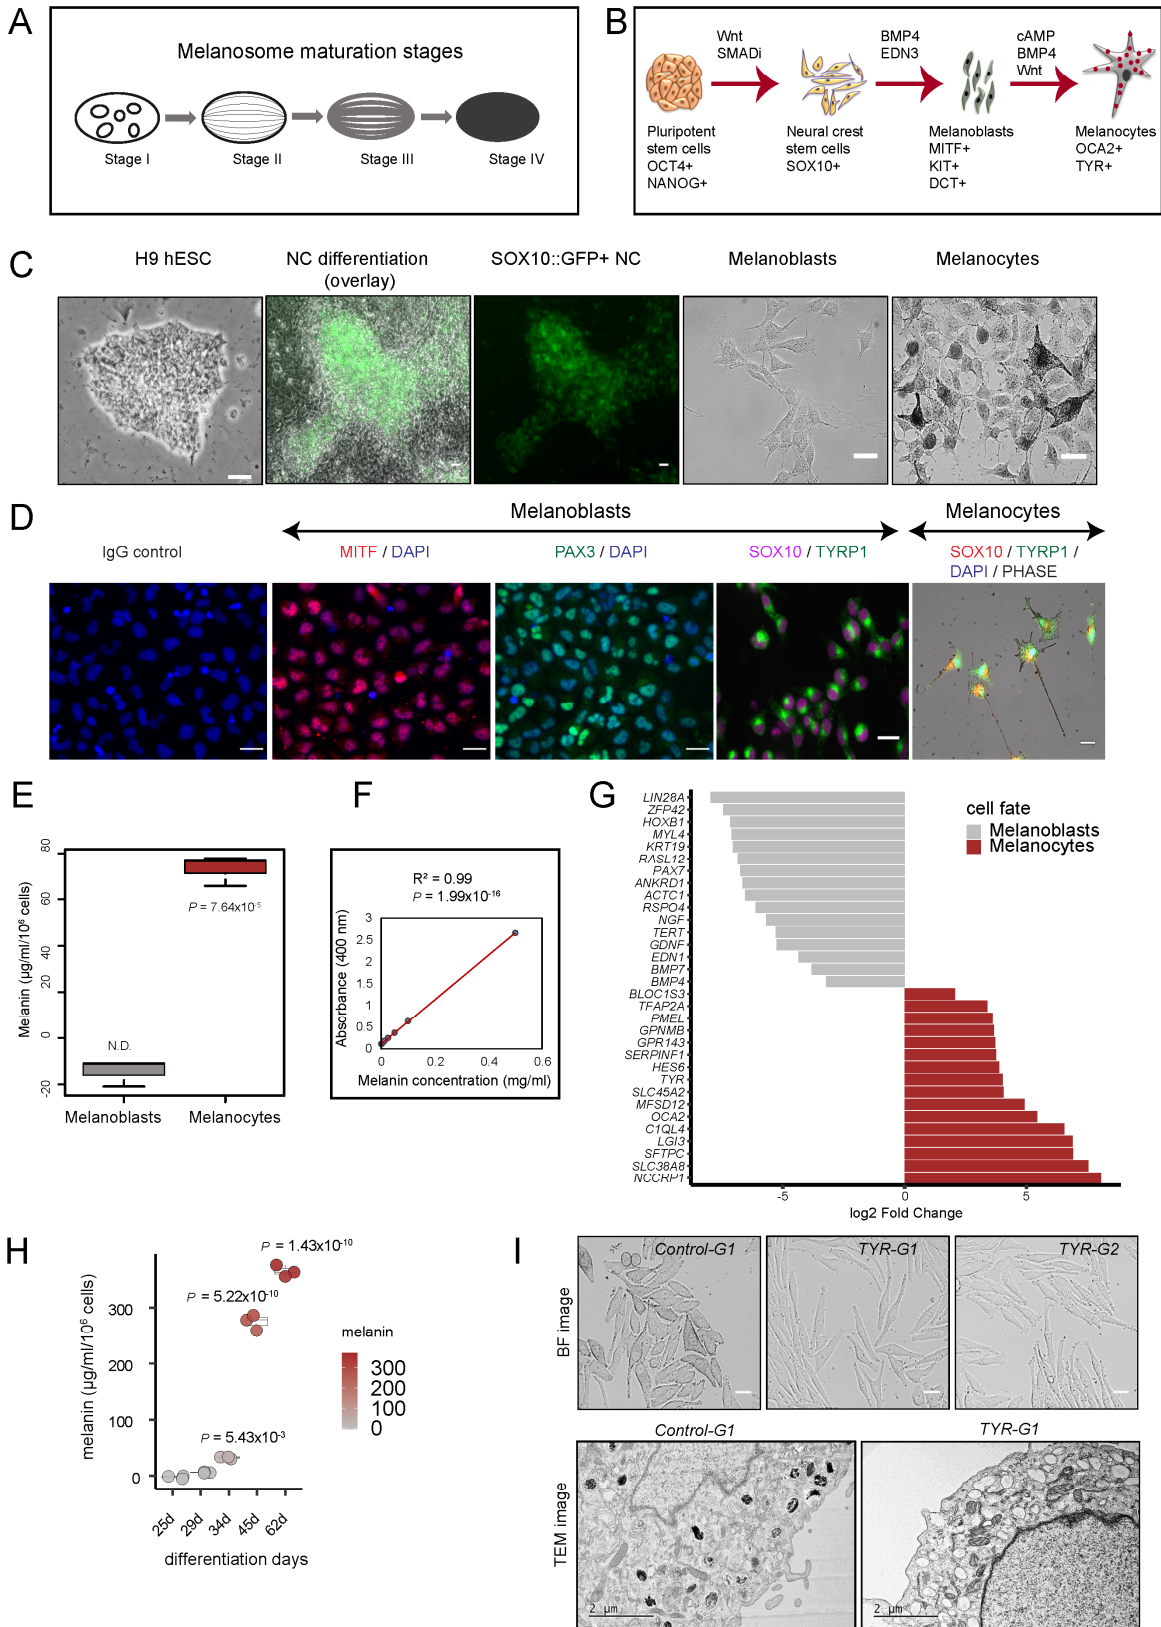 A
Melanosome maturation stages
Stage I
Stage II
Stage III
Stage IV
B
Wnt
SMADi
BMP4
EDN3
cAMP
BMP4
Wnt
Pluripotent
stem cells
OCT4+
NANOG+
Neural crest
stem cells
SOX10+
Melanoblasts
MITF+
KIT+
DCT+
Melanocytes
OCA2+
TYR+
C
H9 hESC
NC differentiation
(overlay)
SOX10::GFP+ NC
Melanoblasts
Melanocytes
D
Melanoblasts
Melanocytes
IgG control
MITF / DAPI
PAX3 / DAPI
SOX10 / TYRP1
SOX10 / TYRP1 /
DAPI / PHASE
E
Melanin (µg/ml/10⁶ cells)
80
60
40
20
0
-20
P = 7.64x10⁻⁵
N.D.
Melanoblasts
Melanocytes
F
R² = 0.99
P = 1.99x10⁻¹⁶
Absorbance (400 nm)
3
2.5
2
1.5
1
0.5
0
0
0.2
0.4
0.6
Melanin concentration (mg/ml)
G
LIN28A
ZFP42
HOXB1
MYL4
KRT19
RASL12
PAX7
ANKRD1
ACTC1
RSPO4
NGF
TERT
GDNF
EDN1
BMP7
BMP4
BLOC1S3
TFAP2A
PMEL
GPNMB
GPR143
SERPINF1
HES6
TYR
SLC45A2
MFSD12
OCA2
C1QL4
LGI3
SFTPC
SLC38A8
NCCRP1
cell fate
Melanoblasts
Melanocytes
-5
0
5
log2 Fold Change
H
P = 1.43x10⁻¹⁰
P = 5.22x10⁻¹⁰
P = 5.43x10⁻³
melanin (µg/ml/10⁶ cells)
300
200
100
0
25d
29d
34d
45d
62d
differentiation days
melanin
300
200
100
0
I
BF image
Control-G1
TYR-G1
TYR-G2
TEM image
Control-G1
TYR-G1
2 µm
2 µm